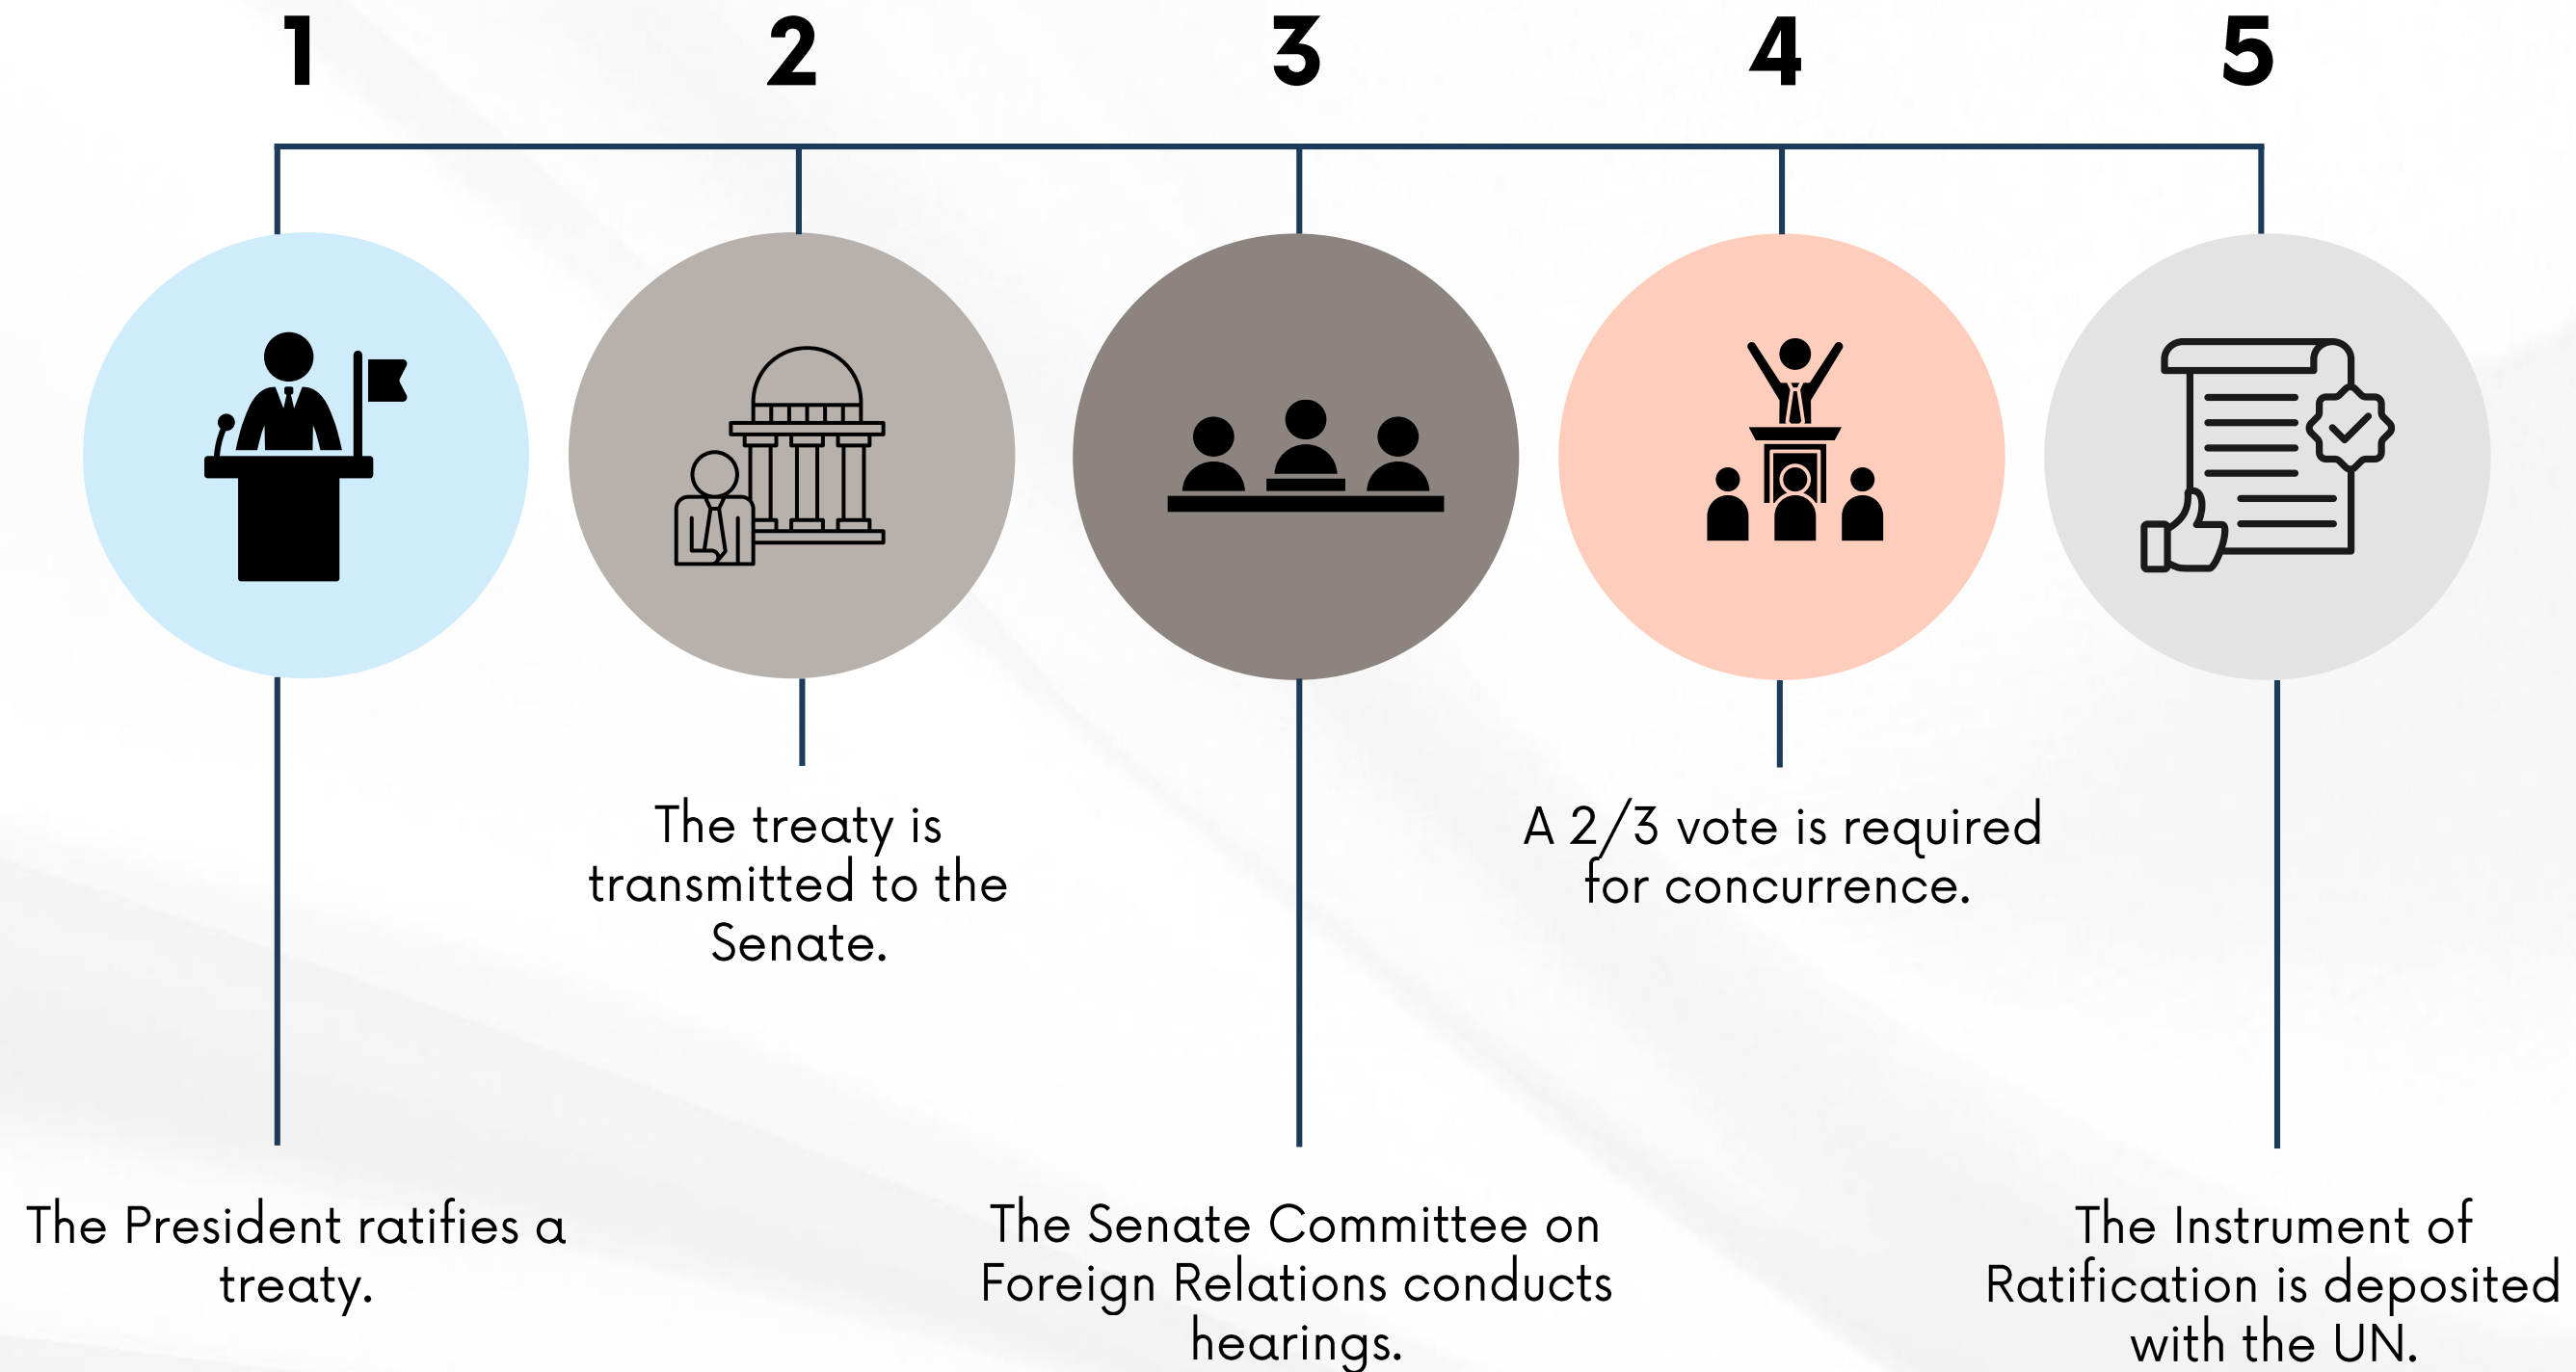 1
2
3
4
5
The President ratifies a
treaty.
The treaty is
transmitted to the
Senate.
The Senate Committee on
Foreign Relations conducts
hearings.
A 2/3 vote is required
for concurrence.
The Instrument of
Ratification is deposited
with the UN.